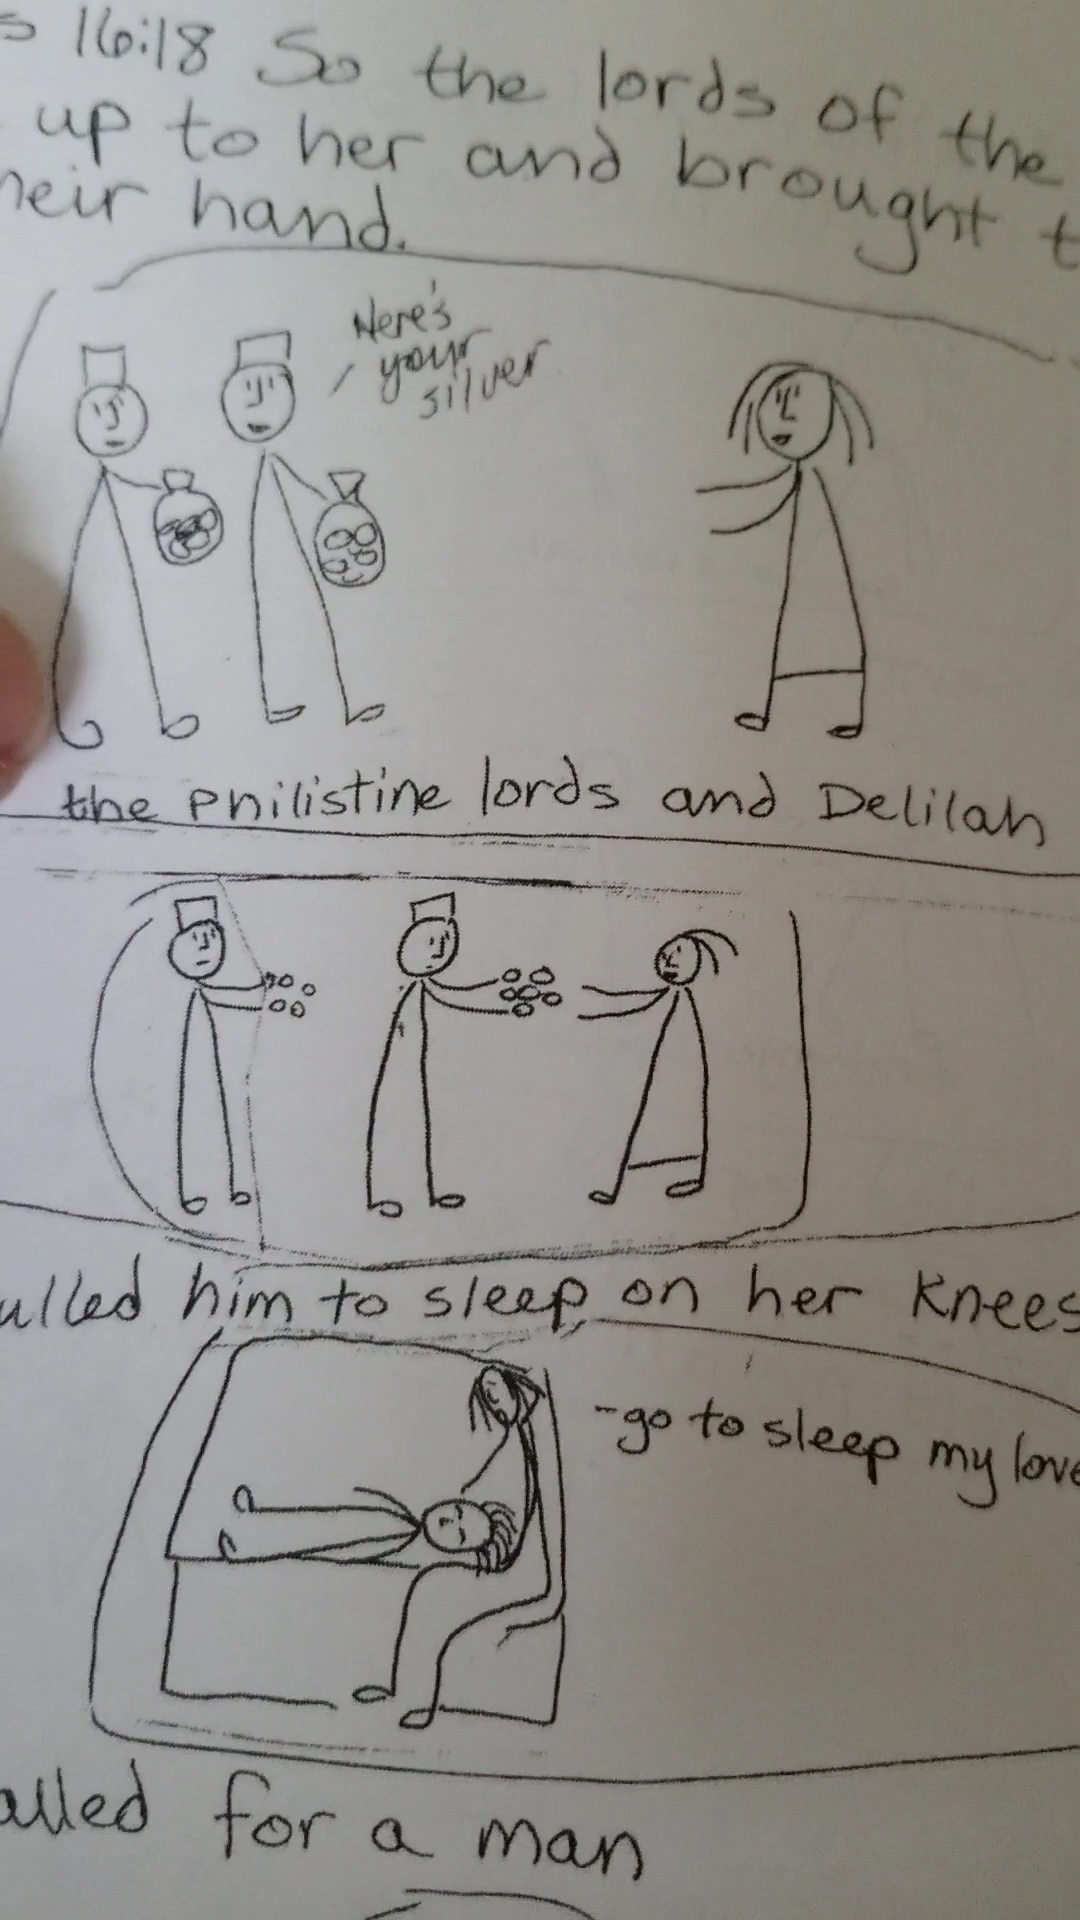 s 16:18 So the lords of the
up to her and brought t
heir hand.
Here's
your
silver
the philistine lords and Delilah
ulled him to sleep on her knees
-go to sleep my love
alled for a man